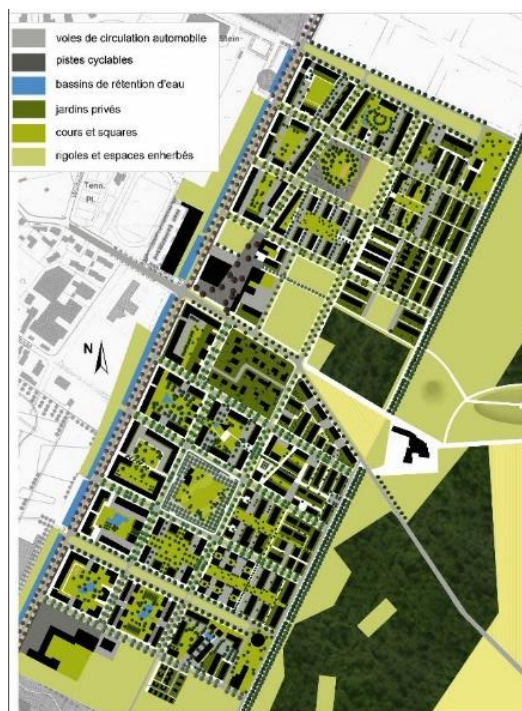 voies de circulation automobile
Stein
pistes cyclables
bassins de rétention d'eau
jardins privés
cours et squares
rigoles et espaces enherbés
Tenn.
Pl.
N